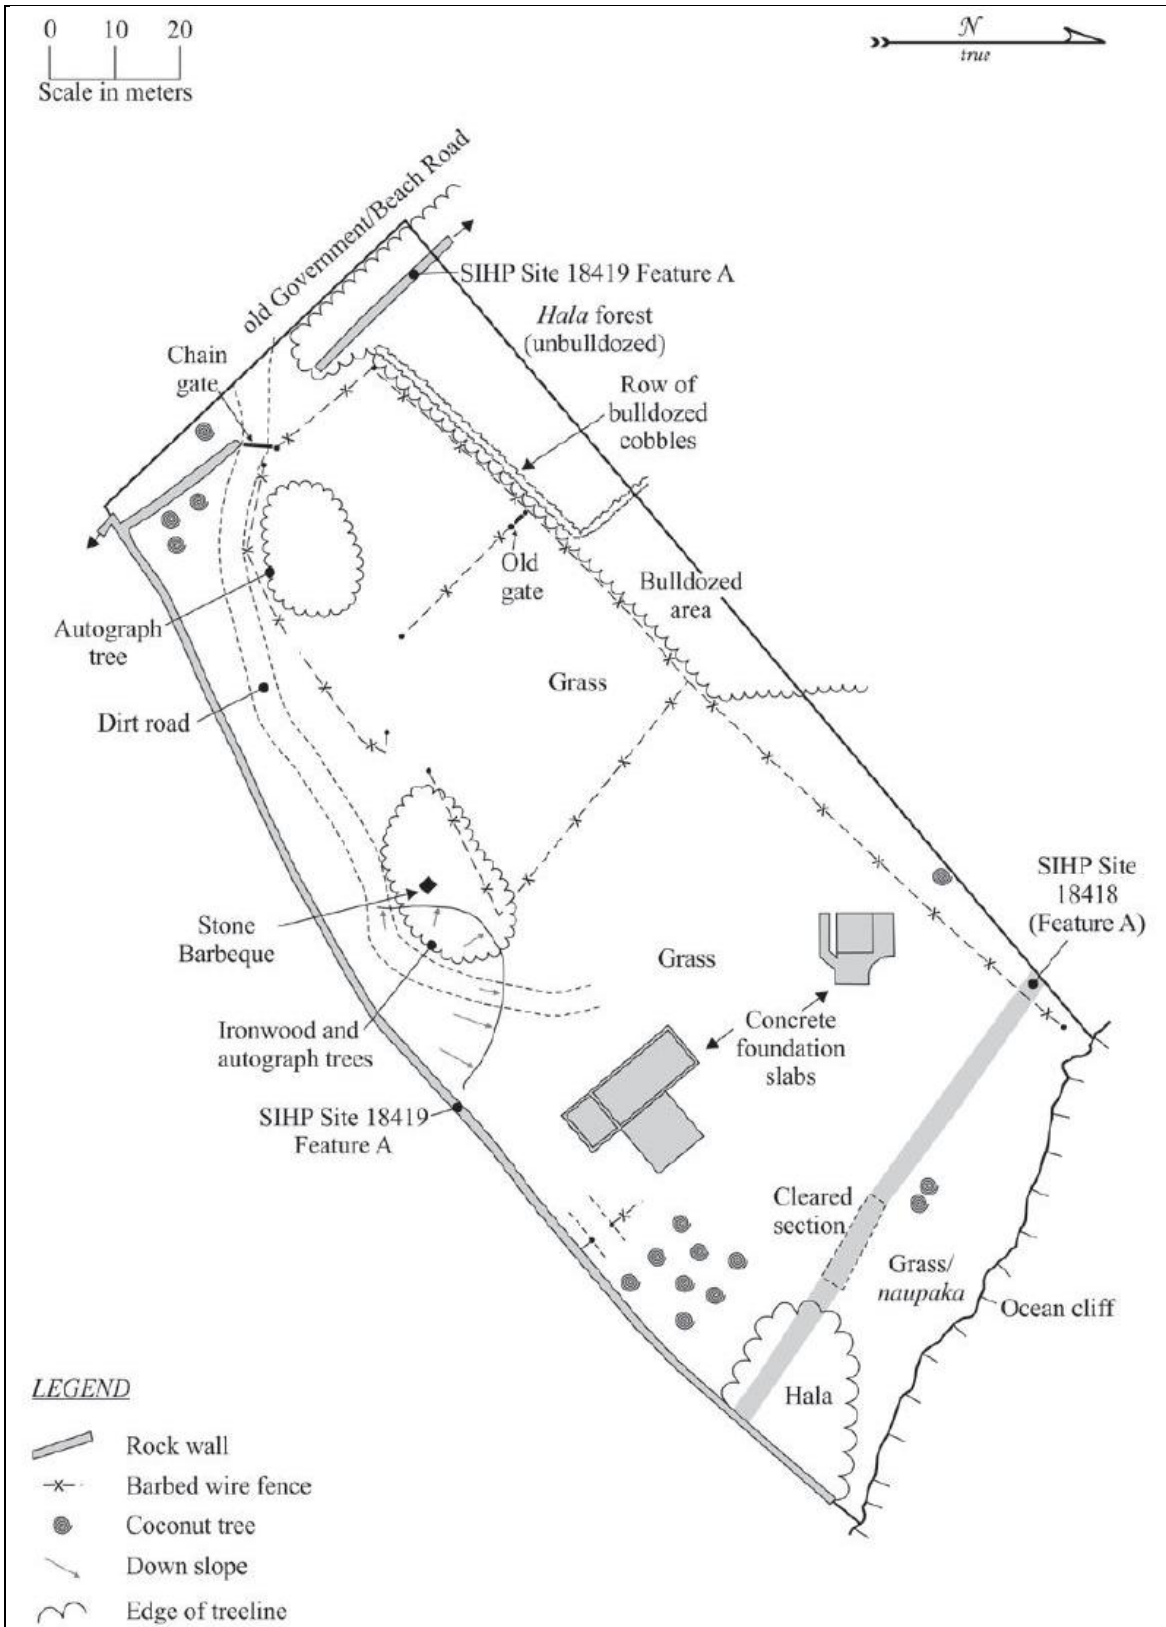 0 10 20
Scale in meters
N
true
old Government/Beach Road
SIHP Site 18419 Feature A
Hala forest
(unbulldozed)
Chain
gate
Row of
bulldozed
cobbles
Old
gate
Bulldozed
area
Autograph
tree
Grass
Dirt road
SIHP Site
18418
(Feature A)
Stone
Barbeque
Grass
Ironwood and
autograph trees
Concrete
foundation
slabs
SIHP Site 18419
Feature A
Cleared
section
Grass/
naupaka
Ocean cliff
Hala
LEGEND
Rock wall
Barbed wire fence
Coconut tree
Down slope
Edge of treeline